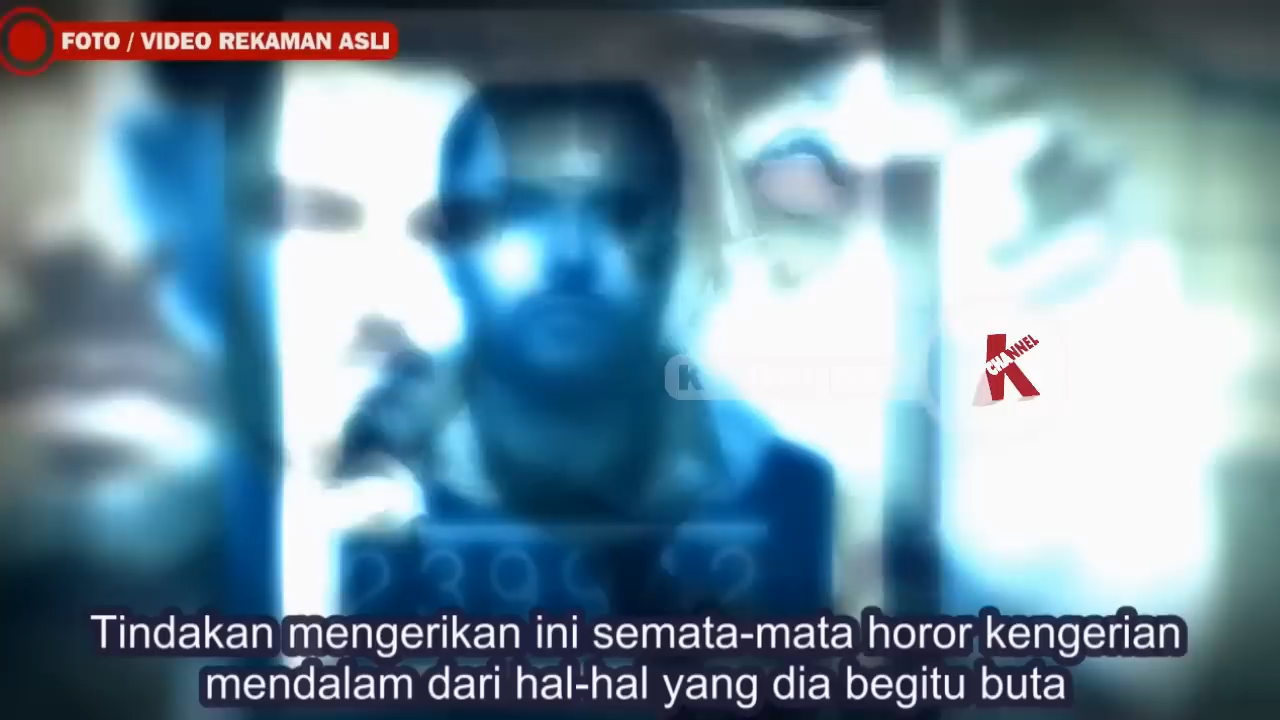 FOTO / VIDEO REKAMAN ASLI
K
CHANNEL
Tindakan mengerikan ini semata-mata horor kengerian
mendalam dari hal-hal yang dia begitu buta